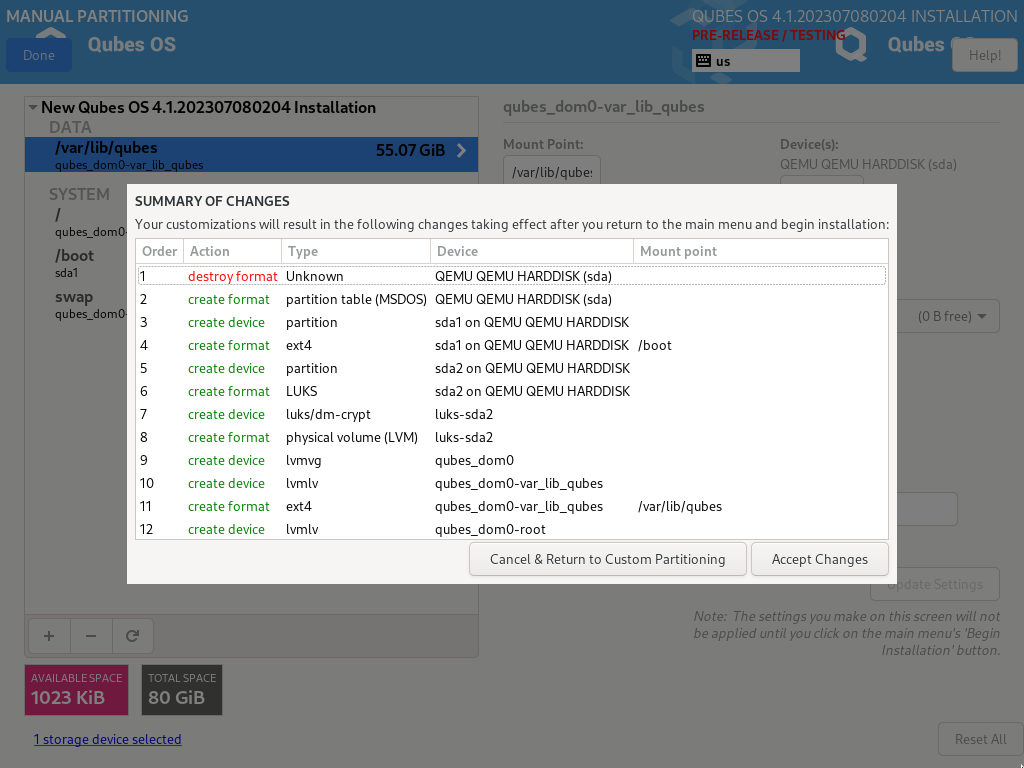 MANUAL PARTITIONING
QUBES OS 4.1.202307080204 INSTALLATION
PRE-RELEASE / TESTING
Done
Qubes OS
us
Qubes
Help!
New Qubes OS 4.1.202307080204 Installation
DATA
/var/lib/qubes
55.07 GiB
qubes_dom0-var_lib_qubes
SYSTEM
/
qubes_dom0-
/boot
sda1
swap
qubes_dom0-
qubes_dom0-var_lib_qubes
Mount Point:
Device(s):
/var/lib/qubes
QEMU QEMU HARDDISK (sda)
(0 B free)
SUMMARY OF CHANGES
Your customizations will result in the following changes taking effect after you return to the main menu and begin installation:
Order Action Type Device Mount point
1 destroy format Unknown QEMU QEMU HARDDISK (sda)
2 create format partition table (MSDOS) QEMU QEMU HARDDISK (sda)
3 create device partition sda1 on QEMU QEMU HARDDISK
4 create format ext4 sda1 on QEMU QEMU HARDDISK /boot
5 create device partition sda2 on QEMU QEMU HARDDISK
6 create format LUKS sda2 on QEMU QEMU HARDDISK
7 create device luks/dm-crypt luks-sda2
8 create format physical volume (LVM) luks-sda2
9 create device lvmvg qubes_dom0
10 create device lvmlv qubes_dom0-var_lib_qubes
11 create format ext4 qubes_dom0-var_lib_qubes /var/lib/qubes
12 create device lvmlv qubes_dom0-root
Cancel & Return to Custom Partitioning
Accept Changes
Update Settings
Note: The settings you make on this screen will not
be applied until you click on the main menu's 'Begin
Installation' button.
AVAILABLE SPACE
1023 KiB
TOTAL SPACE
80 GiB
1 storage device selected
Reset All